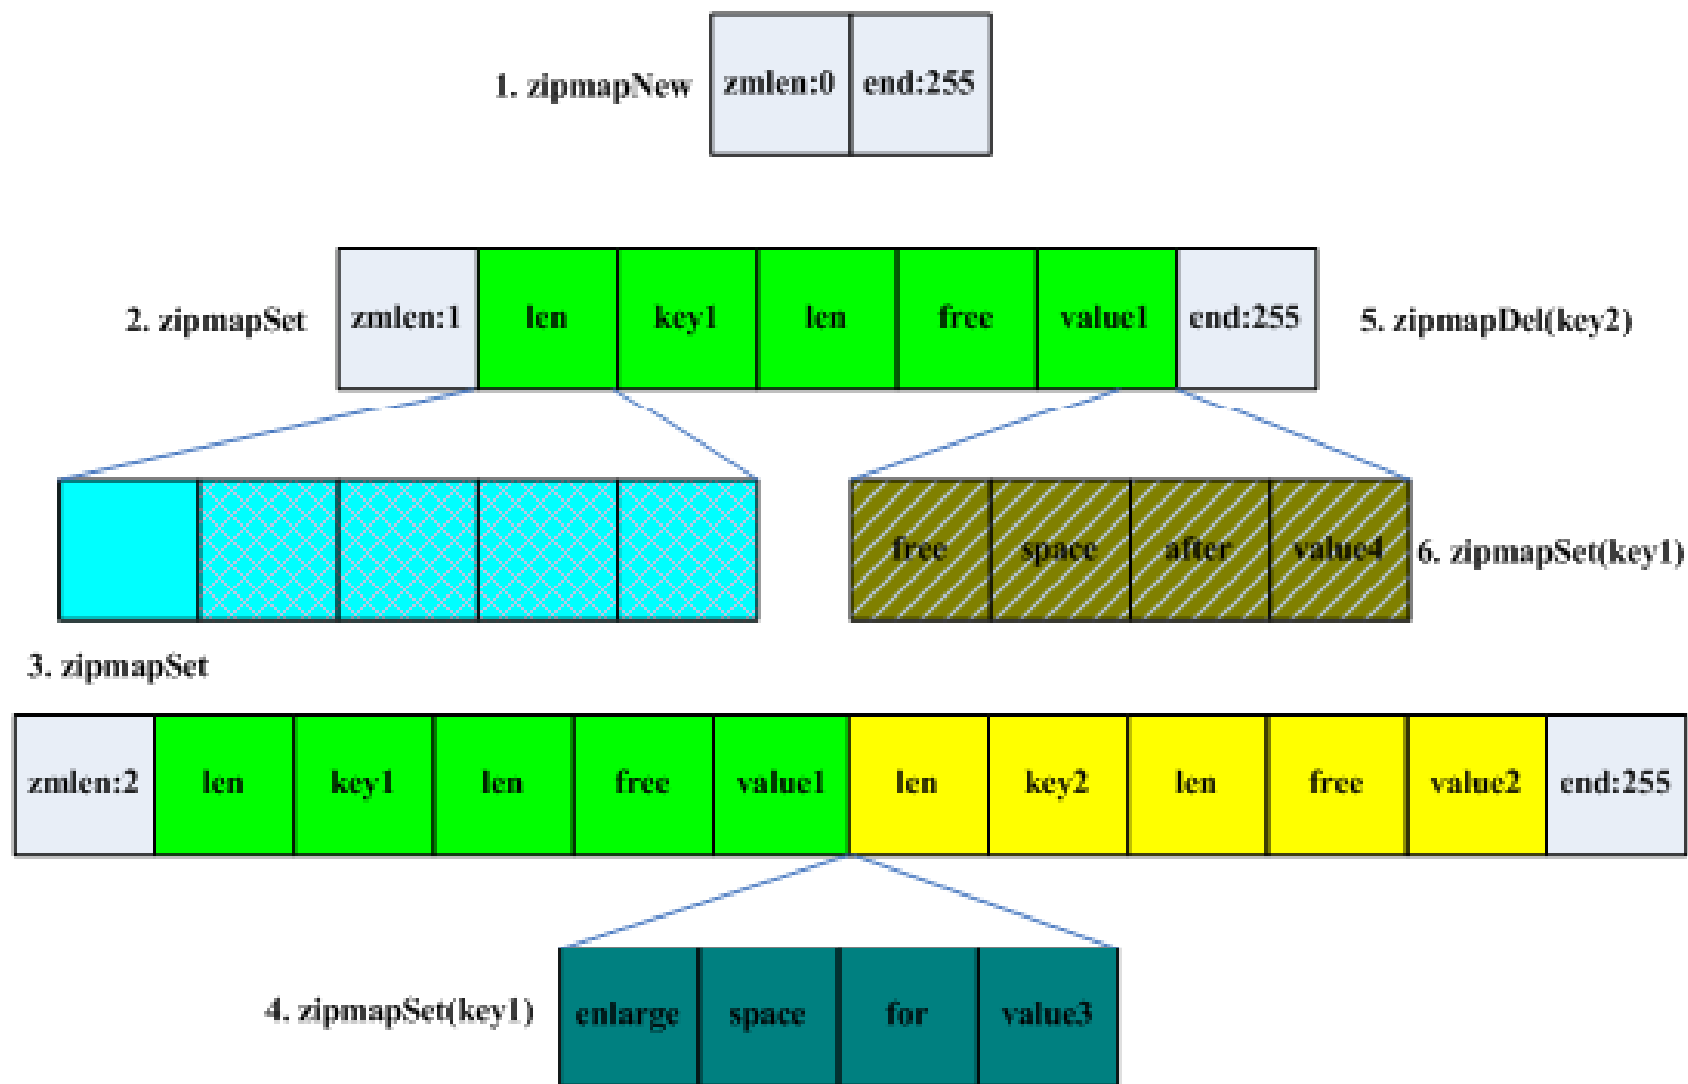 1. zipmapNew zmlen:0 end:255
2. zipmapSet zmlen:1 len key1 len free value1 end:255 5. zipmapDel(key2)
free space after value4 6. zipmapSet(key1)
3. zipmapSet
zmlen:2 len key1 len free value1 len key2 len free value2 end:255
4. zipmapSet(key1) enlarge space for value3